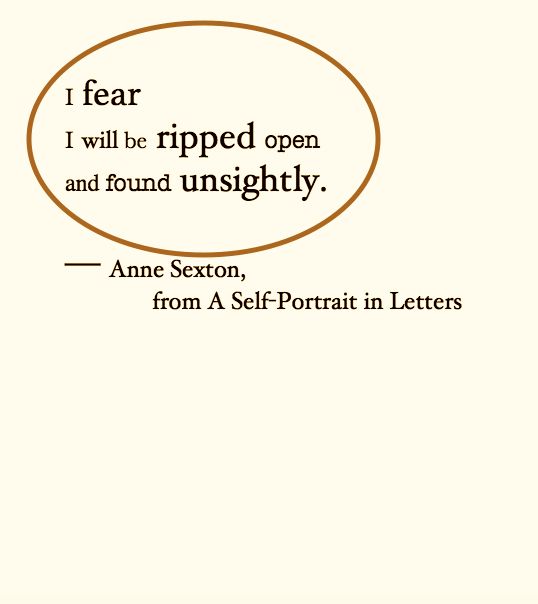 I fear
I will be ripped open
and found unsightly.
— Anne Sexton,
from A Self-Portrait in Letters